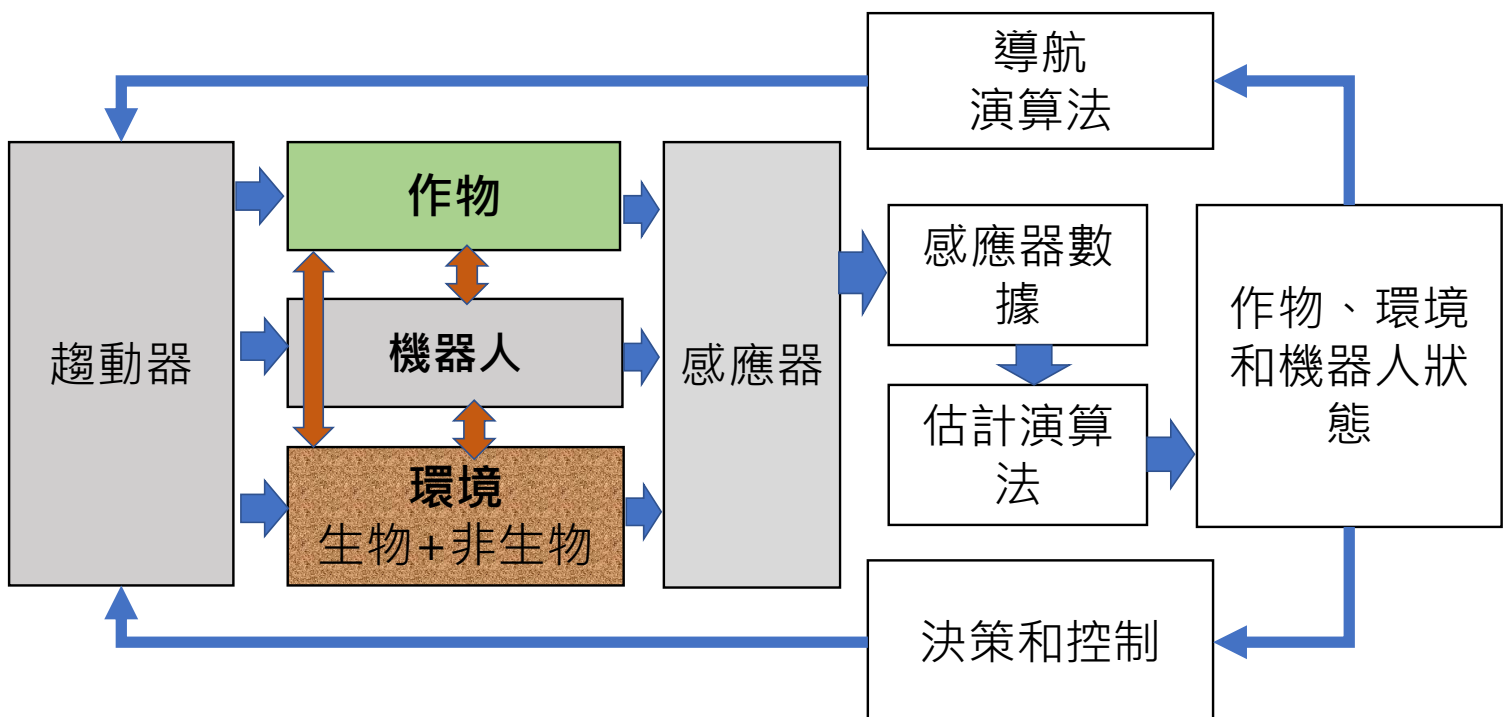 導航
演算法
趨動器
作物
機器人
環境
生物+非生物
感應器
感應器數
據
估計演算
法
作物、環境
和機器人狀
態
決策和控制